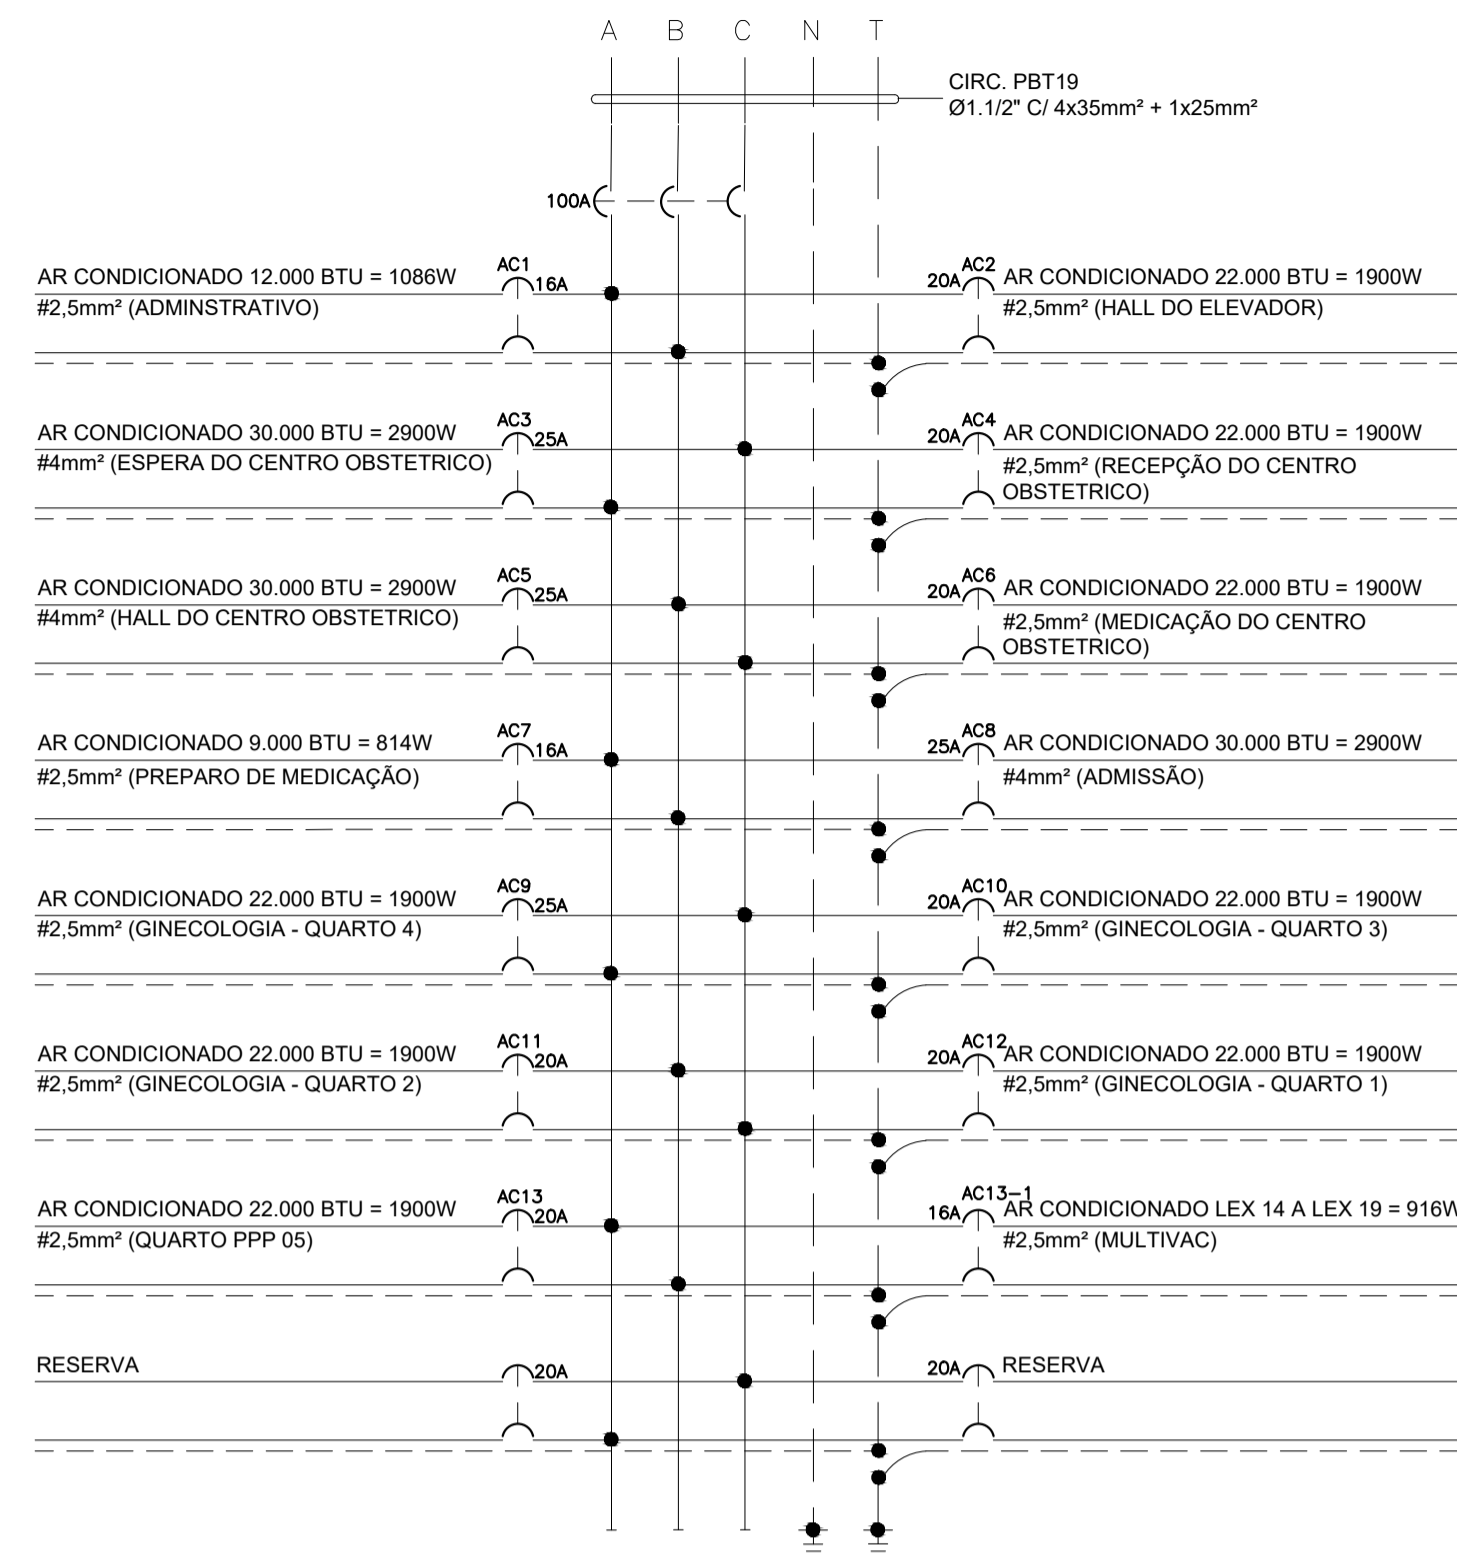 A B C N T
CIRC. PBT19
Ø1.1/2" C/ 4x35mm² + 1x25mm²
100A
AR CONDICIONADO 12.000 BTU = 1086W
#2,5mm² (ADMINSTRATIVO)
AC1
16A
20A
AC2
AR CONDICIONADO 22.000 BTU = 1900W
#2,5mm² (HALL DO ELEVADOR)
AR CONDICIONADO 30.000 BTU = 2900W
#4mm² (ESPERA DO CENTRO OBSTETRICO)
AC3
25A
20A
AC4
AR CONDICIONADO 22.000 BTU = 1900W
#2,5mm² (RECEPÇÃO DO CENTRO
OBSTETRICO)
AR CONDICIONADO 30.000 BTU = 2900W
#4mm² (HALL DO CENTRO OBSTETRICO)
AC5
25A
20A
AC6
AR CONDICIONADO 22.000 BTU = 1900W
#2,5mm² (MEDICAÇÃO DO CENTRO
OBSTETRICO)
AR CONDICIONADO 9.000 BTU = 814W
#2,5mm² (PREPARO DE MEDICAÇÃO)
AC7
16A
25A
AC8
AR CONDICIONADO 30.000 BTU = 2900W
#4mm² (ADMISSÃO)
AR CONDICIONADO 22.000 BTU = 1900W
#2,5mm² (GINECOLOGIA - QUARTO 4)
AC9
25A
20A
AC10
AR CONDICIONADO 22.000 BTU = 1900W
#2,5mm² (GINECOLOGIA - QUARTO 3)
AR CONDICIONADO 22.000 BTU = 1900W
#2,5mm² (GINECOLOGIA - QUARTO 2)
AC11
20A
20A
AC12
AR CONDICIONADO 22.000 BTU = 1900W
#2,5mm² (GINECOLOGIA - QUARTO 1)
AR CONDICIONADO 22.000 BTU = 1900W
#2,5mm² (QUARTO PPP 05)
AC13
20A
16A
AC13-1
AR CONDICIONADO LEX 14 A LEX 19 = 916W
#2,5mm² (MULTIVAC)
RESERVA
20A
20A
RESERVA